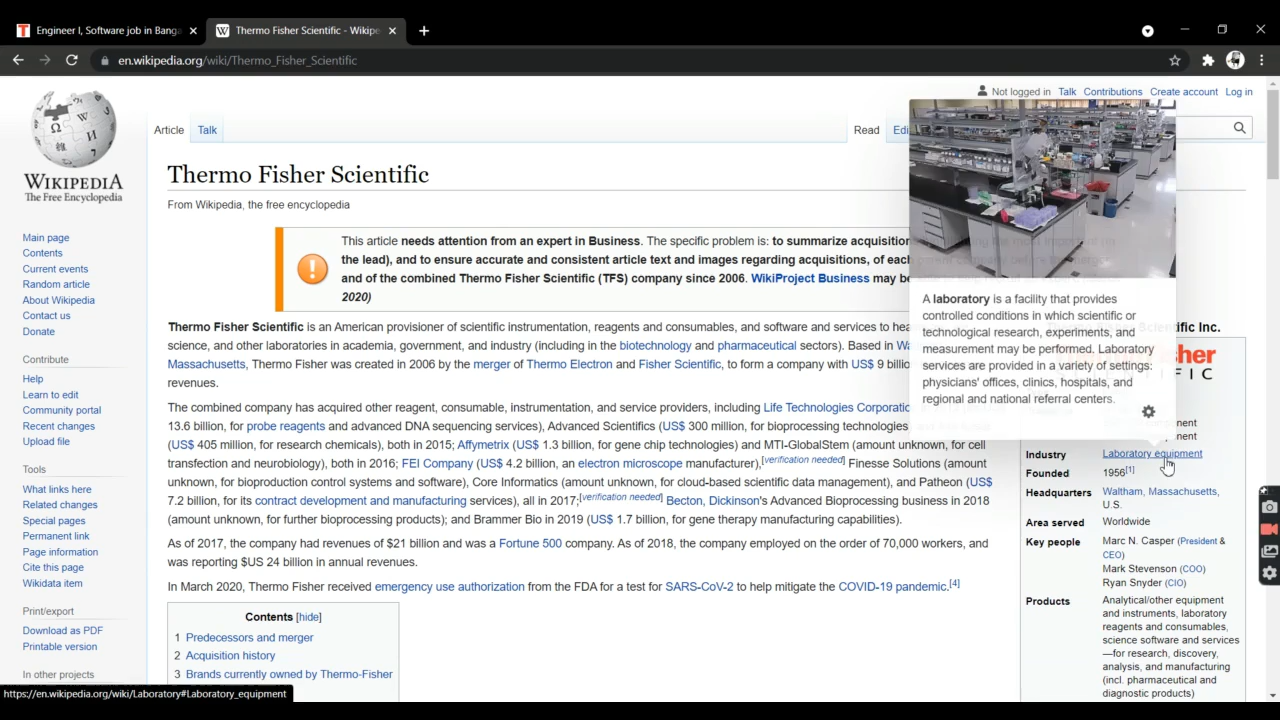 Engineer I, Software job in Banga
Thermo Fisher Scientific - Wikipe
en.wikipedia.org/wiki/Thermo_Fisher_Scientific
Not logged in Talk Contributions Create account Log in
Article Talk
Read Edi
WIKIPEDIA
The Free Encyclopedia
Thermo Fisher Scientific
From Wikipedia, the free encyclopedia
This article needs attention from an expert in Business. The specific problem is: to summarize acquisition
the lead), and to ensure accurate and consistent article text and images regarding acquisitions, of each
and of the combined Thermo Fisher Scientific (TFS) company since 2006. WikiProject Business may be
2020)
Main page
Contents
Current events
Random article
About Wikipedia
Contact us
Donate
Contribute
Help
Learn to edit
Community portal
Recent changes
Upload file
Tools
What links here
Related changes
Special pages
Permanent link
Page information
Cite this page
Wikidata item
Print/export
Download as PDF
Printable version
In other projects
Thermo Fisher Scientific is an American provisioner of scientific instrumentation, reagents and consumables, and software and services to hea
science, and other laboratories in academia, government, and industry (including in the biotechnology and pharmaceutical sectors). Based in Wa
Massachusetts, Thermo Fisher was created in 2006 by the merger of Thermo Electron and Fisher Scientific, to form a company with US$ 9 billio
revenues.
The combined company has acquired other reagent, consumable, instrumentation, and service providers, including Life Technologies Corporatio
13.6 billion, for probe reagents and advanced DNA sequencing services), Advanced Scientifics (US$ 300 million, for bioprocessing technologies
(US$ 405 million, for research chemicals), both in 2015; Affymetrix (US$ 1.3 billion, for gene chip technologies) and MTI-GlobalStem (amount unknown, for cell
transfection and neurobiology), both in 2016; FEI Company (US$ 4.2 billion, an electron microscope manufacturer),[verification needed] Finesse Solutions (amount
unknown, for bioproduction control systems and software), Core Informatics (amount unknown, for cloud-based scientific data management), and Patheon (US$
7.2 billion, for its contract development and manufacturing services), all in 2017;[verification needed] Becton, Dickinson's Advanced Bioprocessing business in 2018
(amount unknown, for further bioprocessing products); and Brammer Bio in 2019 (US$ 1.7 billion, for gene therapy manufacturing capabilities).
As of 2017, the company had revenues of $21 billion and was a Fortune 500 company. As of 2018, the company employed on the order of 70,000 workers, and
was reporting $US 24 billion in annual revenues.
In March 2020, Thermo Fisher received emergency use authorization from the FDA for a test for SARS-CoV-2 to help mitigate the COVID-19 pandemic.[4]
Contents [hide]
1 Predecessors and merger
2 Acquisition history
3 Brands currently owned by Thermo-Fisher
A laboratory is a facility that provides
controlled conditions in which scientific or
technological research, experiments, and
measurement may be performed. Laboratory
services are provided in a variety of settings:
physicians' offices, clinics, hospitals, and
regional and national referral centers.
Scientific Inc.
Industry Laboratory equipment
Founded 1956[1]
Headquarters Waltham, Massachusetts,
U.S.
Area served Worldwide
Key people Marc N. Casper (President &
CEO)
Mark Stevenson (COO)
Ryan Snyder (CIO)
Products Analytical/other equipment
and instruments, laboratory
reagents and consumables,
science software and services
—for research, discovery,
analysis, and manufacturing
(incl. pharmaceutical and
diagnostic products)
https://en.wikipedia.org/wiki/Laboratory#Laboratory_equipment